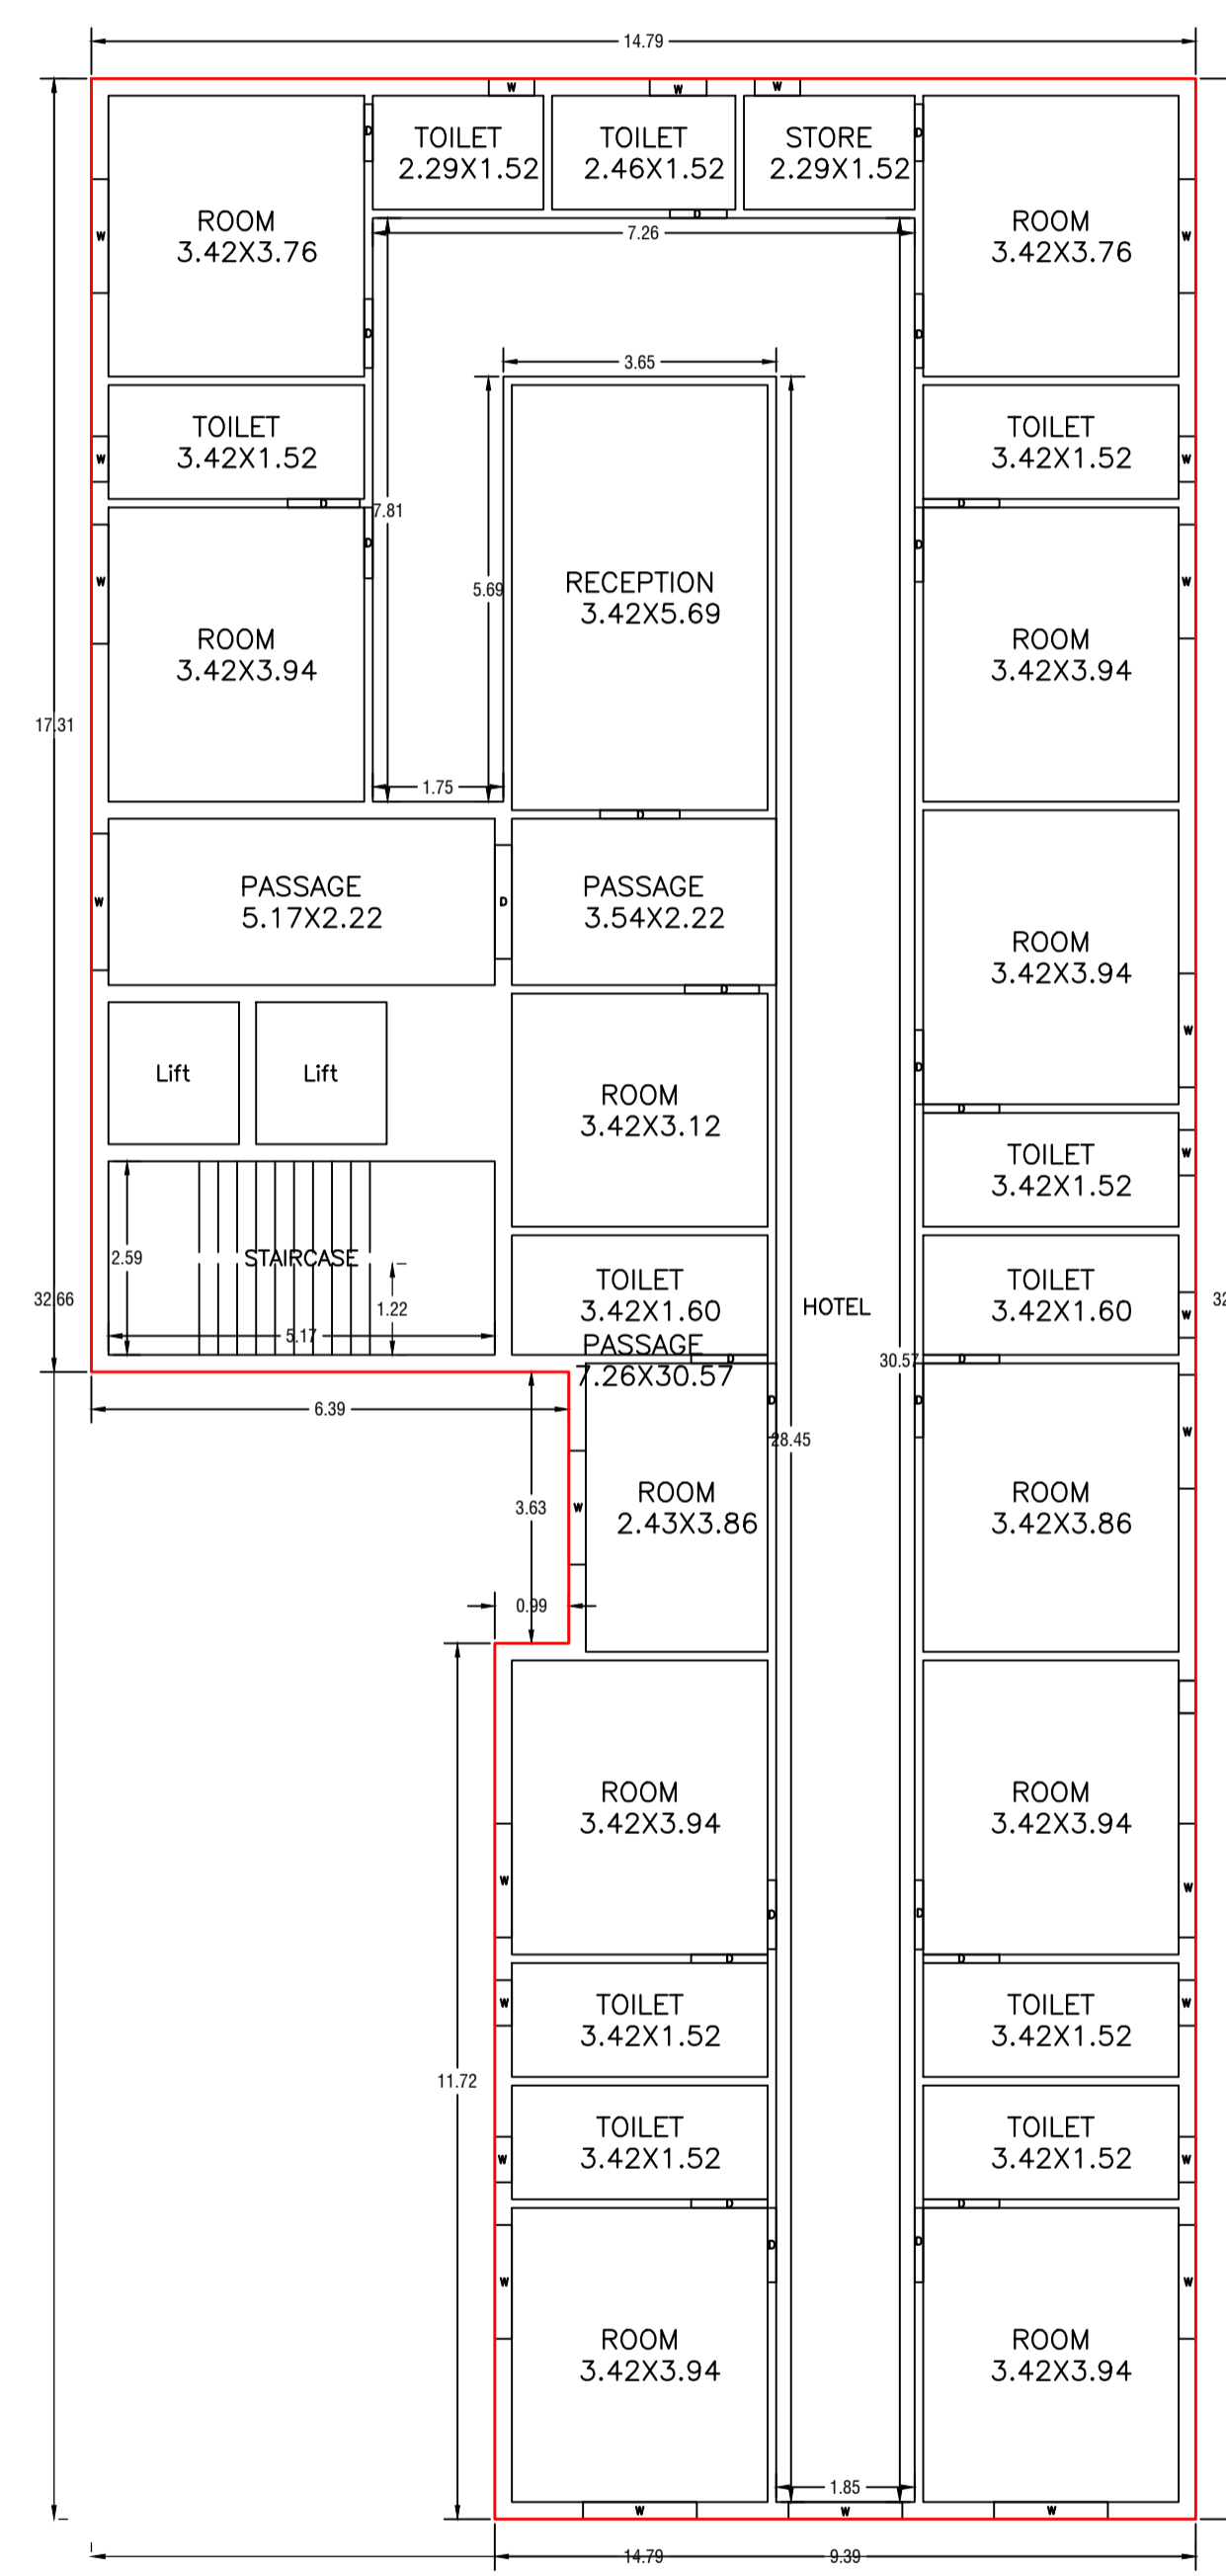 14.79
W
W
W
TOILET
2.29X1.52
TOILET
2.46X1.52
STORE
2.29X1.52
D
D
ROOM
3.42X3.76
D
7.26
ROOM
3.42X3.76
W
W
D
D
3.65
TOILET
3.42X1.52
TOILET
3.42X1.52
W
W
D
D
7.81
D
D
W
W
RECEPTION
3.42X5.69
5.69
ROOM
3.42X3.94
ROOM
3.42X3.94
17.31
1.75
D
PASSAGE
5.17X2.22
PASSAGE
3.54X2.22
W
D
ROOM
3.42X3.94
D
W
Lift
Lift
ROOM
3.42X3.12
D
D
TOILET
3.42X1.52
W
STAIRCASE
2.59
1.22
5.17
TOILET
3.42X1.60
HOTEL
TOILET
3.42X1.60
W
32.66
32
PASSAGE
7.26X30.57
D
30.57
D
D
D
6.39
28.45
W
3.63
W
ROOM
2.43X3.86
ROOM
3.42X3.86
0.99
ROOM
3.42X3.94
ROOM
3.42X3.94
W
W
D
D
D
D
TOILET
3.42X1.52
TOILET
3.42X1.52
W
W
11.72
TOILET
3.42X1.52
TOILET
3.42X1.52
W
W
D
D
D
D
W
W
ROOM
3.42X3.94
ROOM
3.42X3.94
1.85
W
W
W
14.79
9.39